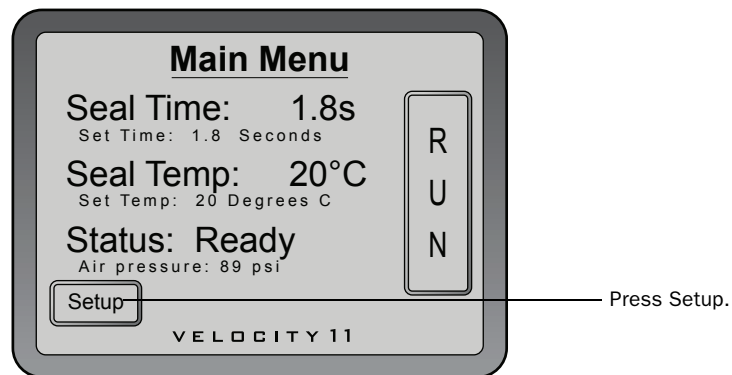 Main Menu
Seal Time: 1.8s
Set Time: 1.8 Seconds
Seal Temp: 20°C
Set Temp: 20 Degrees C
Status: Ready
Air pressure: 89 psi
RUN
Setup
Press Setup.
VELOCITY 11